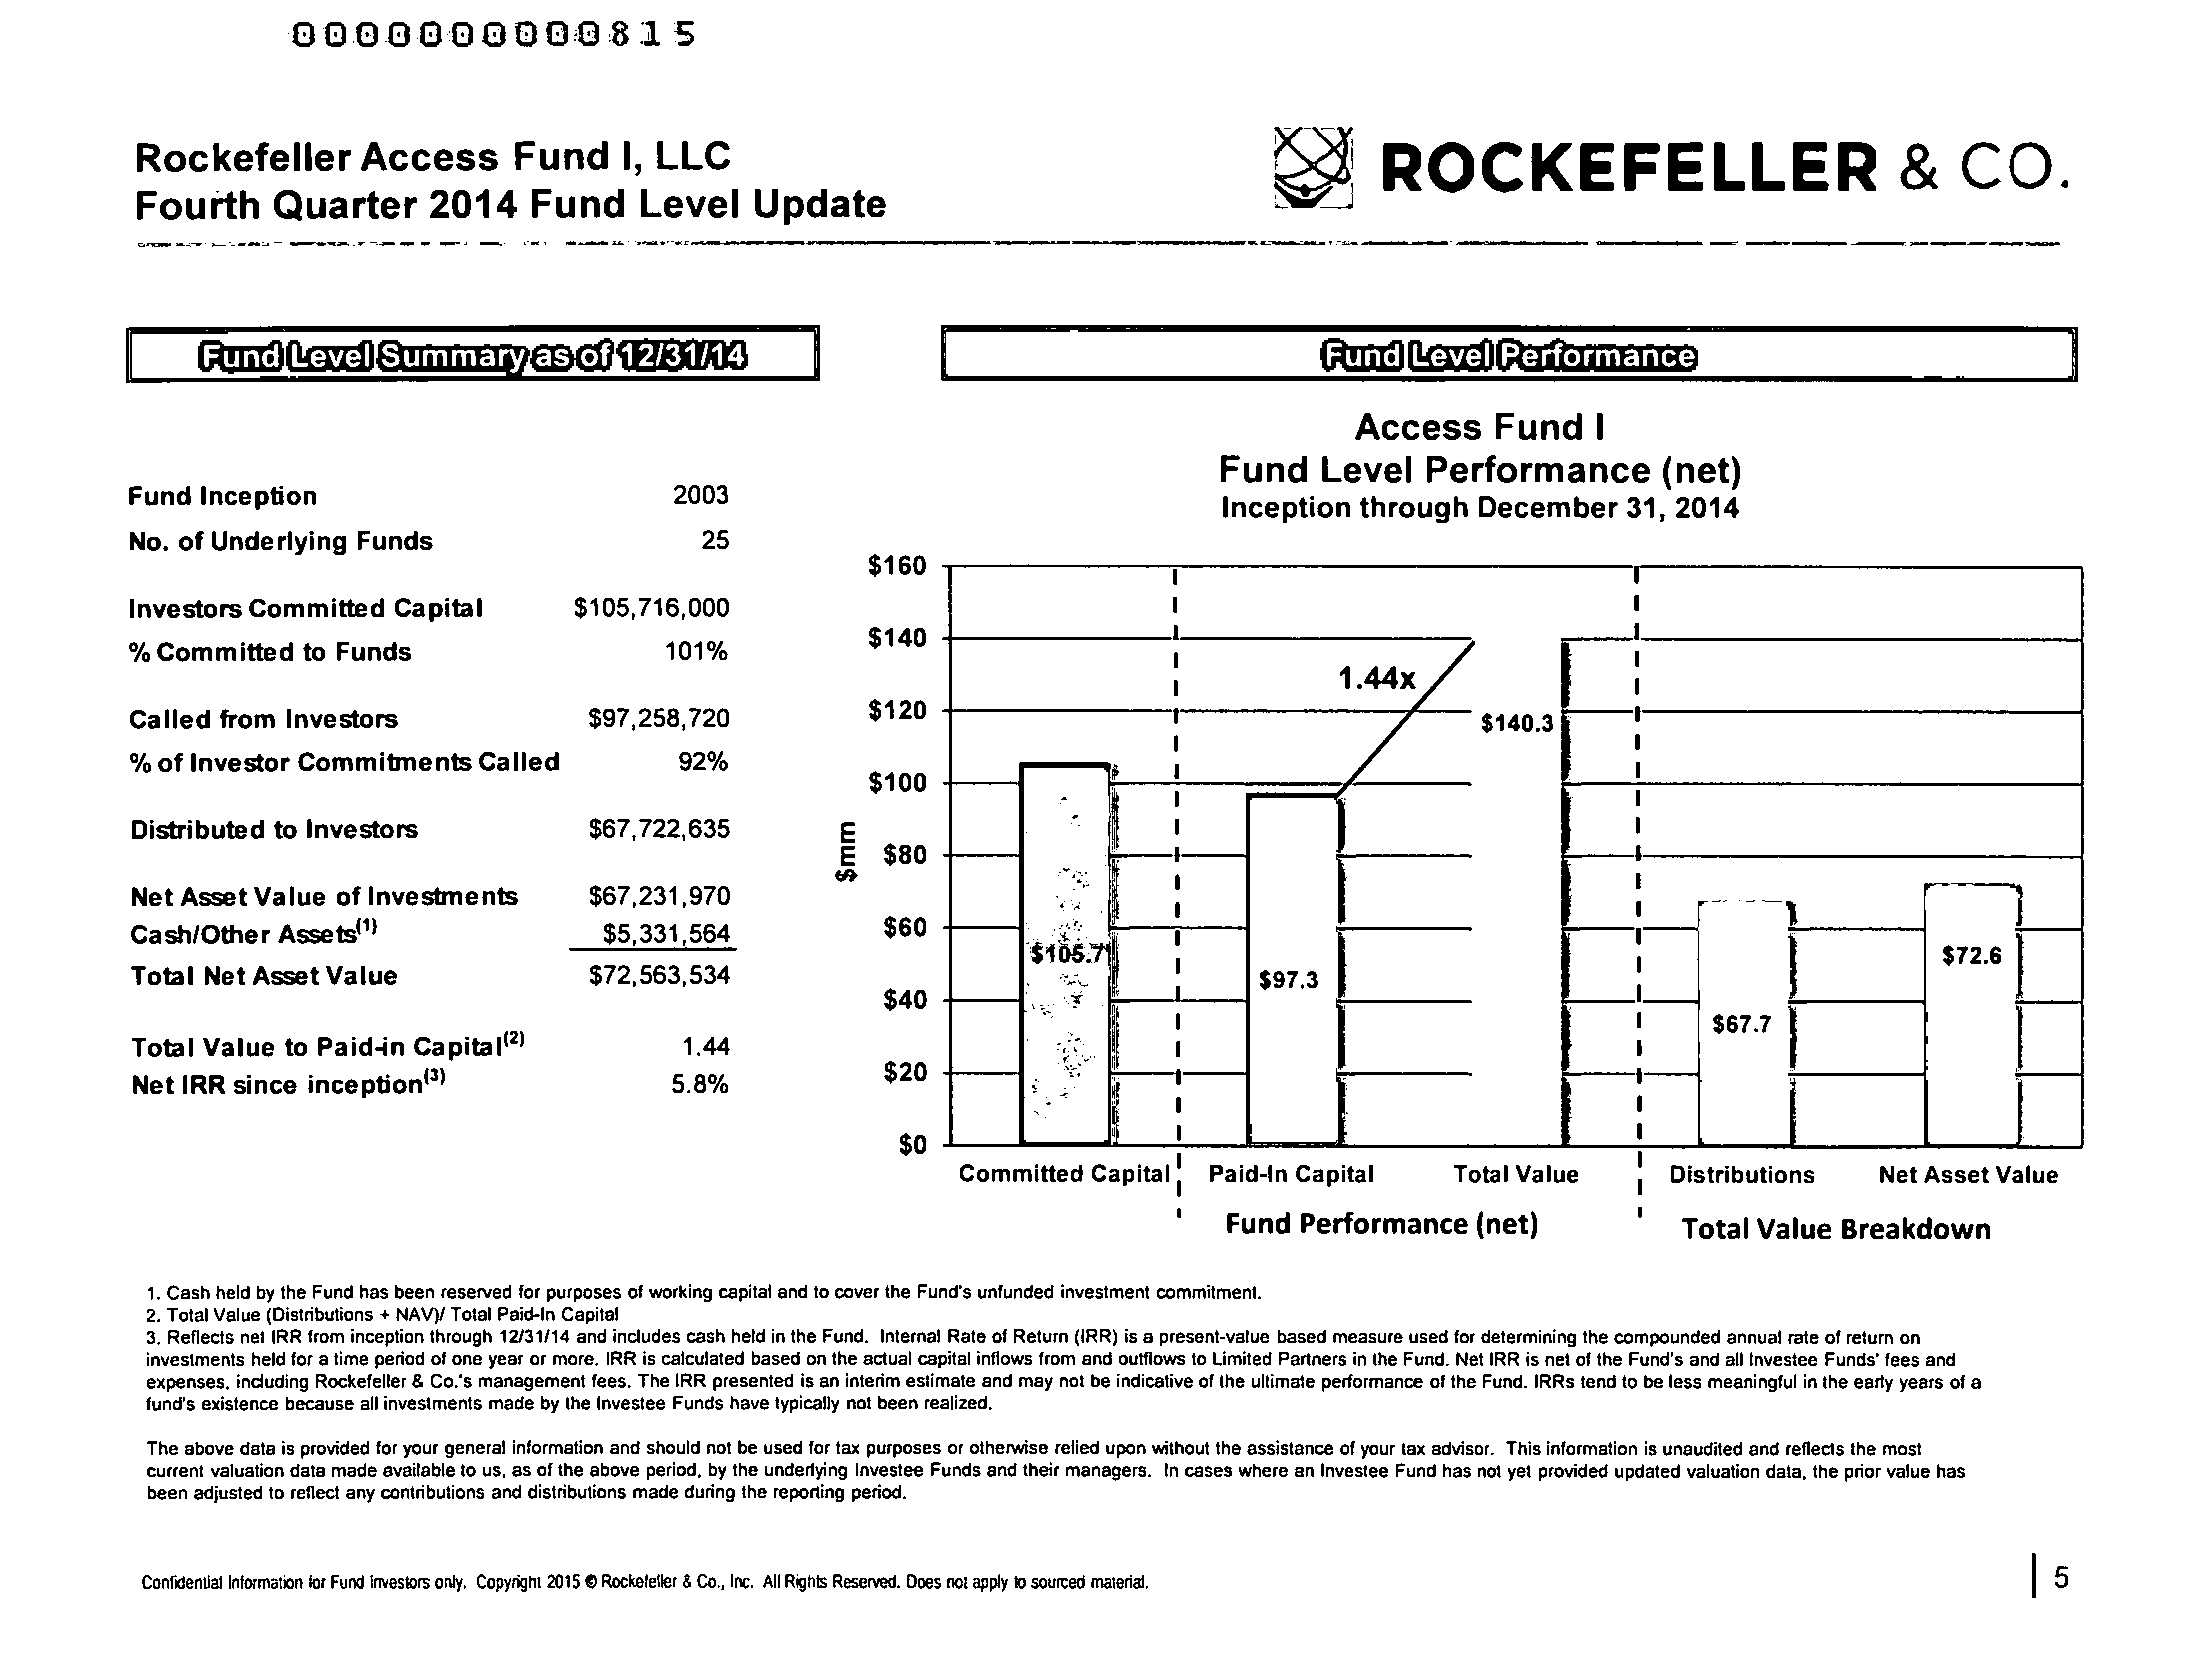 0000000000815
Rockefeller Access Fund I, LLC
Fourth Quarter 2014 Fund Level Update
ROCKEFELLER & CO.
Fund Level Summary as of 12/31/14
Fund Inception 2003
No. of Underlying Funds 25
Investors Committed Capital $105,716,000
% Committed to Funds 101%
Called from Investors $97,258,720
% of Investor Commitments Called 92%
Distributed to Investors $67,722,635
Net Asset Value of Investments $67,231,970
Cash/Other Assets(1) $5,331,564
Total Net Asset Value $72,563,534
Total Value to Paid-in Capital(2) 1.44
Net IRR since inception(3) 5.8%
Fund Level Performance
Access Fund I
Fund Level Performance (net)
Inception through December 31, 2014
$mm
$160
$140
$120
$100
$80
$60
$40
$20
$0
1.44x
$105.7
$97.3
$140.3
$67.7
$72.6
Committed Capital Paid-In Capital Total Value Distributions Net Asset Value
Fund Performance (net) Total Value Breakdown
1. Cash held by the Fund has been reserved for purposes of working capital and to cover the Fund's unfunded investment commitment.
2. Total Value (Distributions + NAV)/ Total Paid-In Capital
3. Reflects net IRR from inception through 12/31/14 and includes cash held in the Fund. Internal Rate of Return (IRR) is a present-value based measure used for determining the compounded annual rate of return on
investments held for a time period of one year or more. IRR is calculated based on the actual capital inflows from and outflows to Limited Partners in the Fund. Net IRR is net of the Fund's and all Investee Funds' fees and
expenses, including Rockefeller & Co.'s management fees. The IRR presented is an interim estimate and may not be indicative of the ultimate performance of the Fund. IRRs tend to be less meaningful in the early years of a
fund's existence because all investments made by the Investee Funds have typically not been realized.
The above data is provided for your general information and should not be used for tax purposes or otherwise relied upon without the assistance of your tax advisor. This information is unaudited and reflects the most
current valuation data made available to us, as of the above period, by the underlying Investee Funds and their managers. In cases where an Investee Fund has not yet provided updated valuation data, the prior value has
been adjusted to reflect any contributions and distributions made during the reporting period.
Confidential Information for Fund investors only. Copyright 2015 © Rockefeller & Co., Inc. All Rights Reserved. Does not apply to sourced material.
5